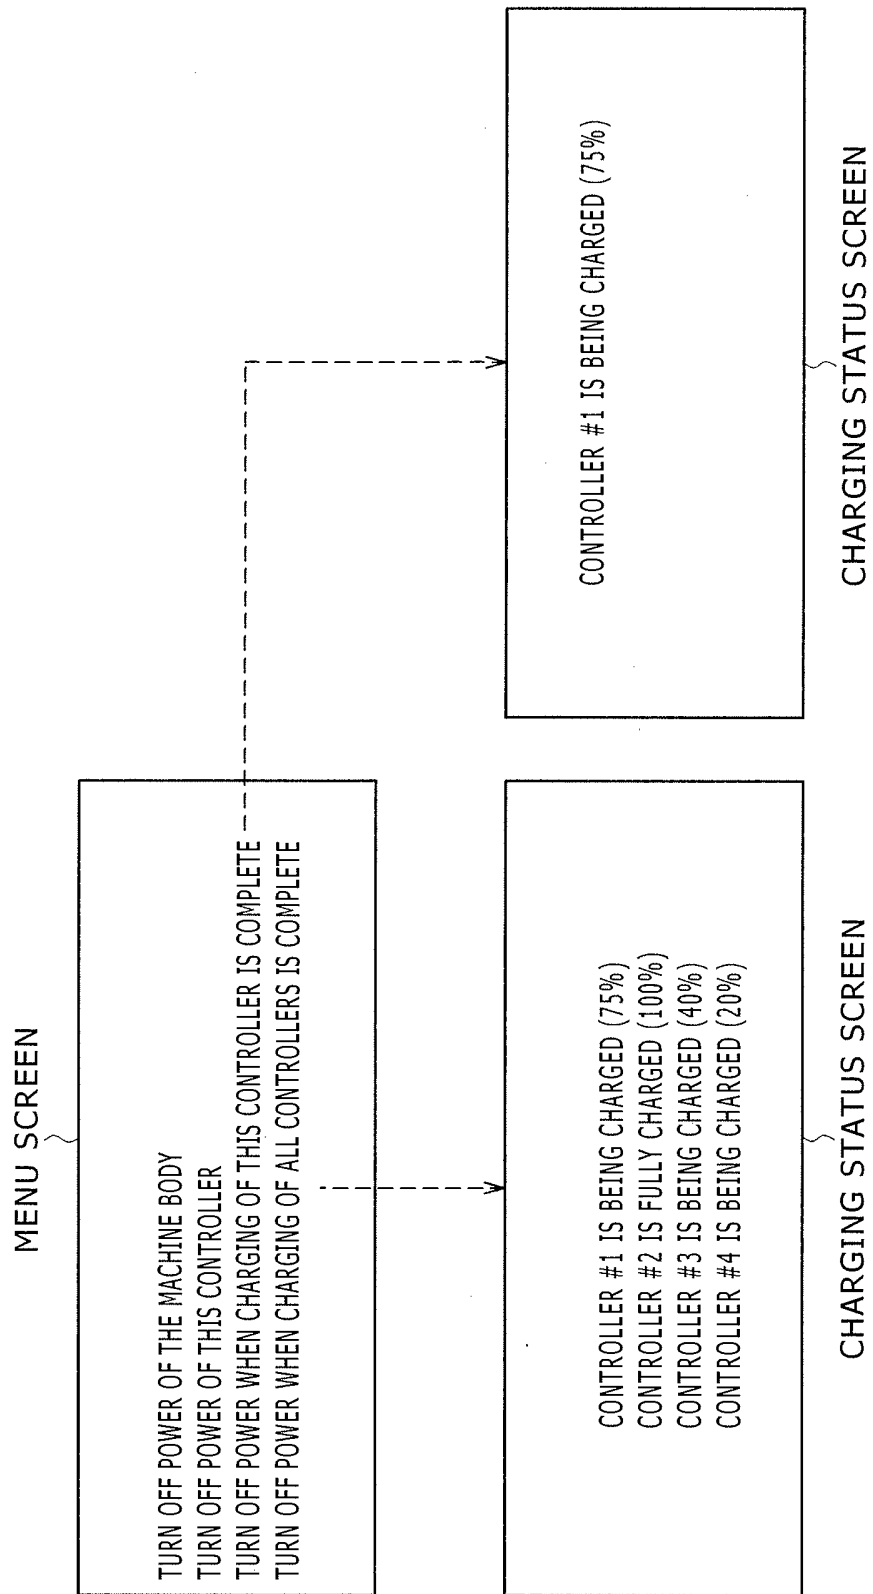 MENU SCREEN
TURN OFF POWER OF THE MACHINE BODY
TURN OFF POWER OF THIS CONTROLLER
TURN OFF POWER WHEN CHARGING OF THIS CONTROLLER IS COMPLETE
TURN OFF POWER WHEN CHARGING OF ALL CONTROLLERS IS COMPLETE
CONTROLLER #1 IS BEING CHARGED (75%)
CONTROLLER #2 IS FULLY CHARGED (100%)
CONTROLLER #3 IS BEING CHARGED (40%)
CONTROLLER #4 IS BEING CHARGED (20%)
CHARGING STATUS SCREEN
CONTROLLER #1 IS BEING CHARGED (75%)
CHARGING STATUS SCREEN